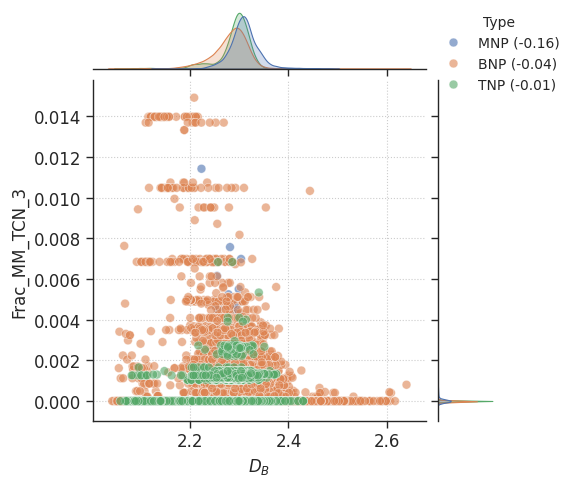 Type
MNP (-0.16)
BNP (-0.04)
TNP (-0.01)
0.014
0.012
0.010
0.008
0.006
0.004
0.002
0.000
Frac_MM_TCN_3
2.2
2.4
2.6
D_B